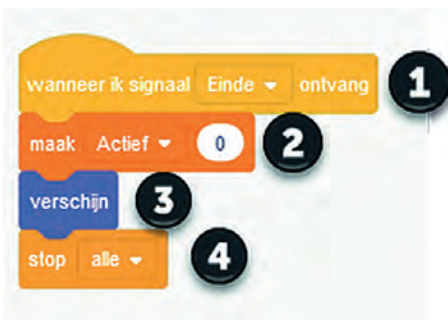 wanneer ik signaal Einde ontvang 1
maak Actief 0 2
verschijn 3
stop alle 4